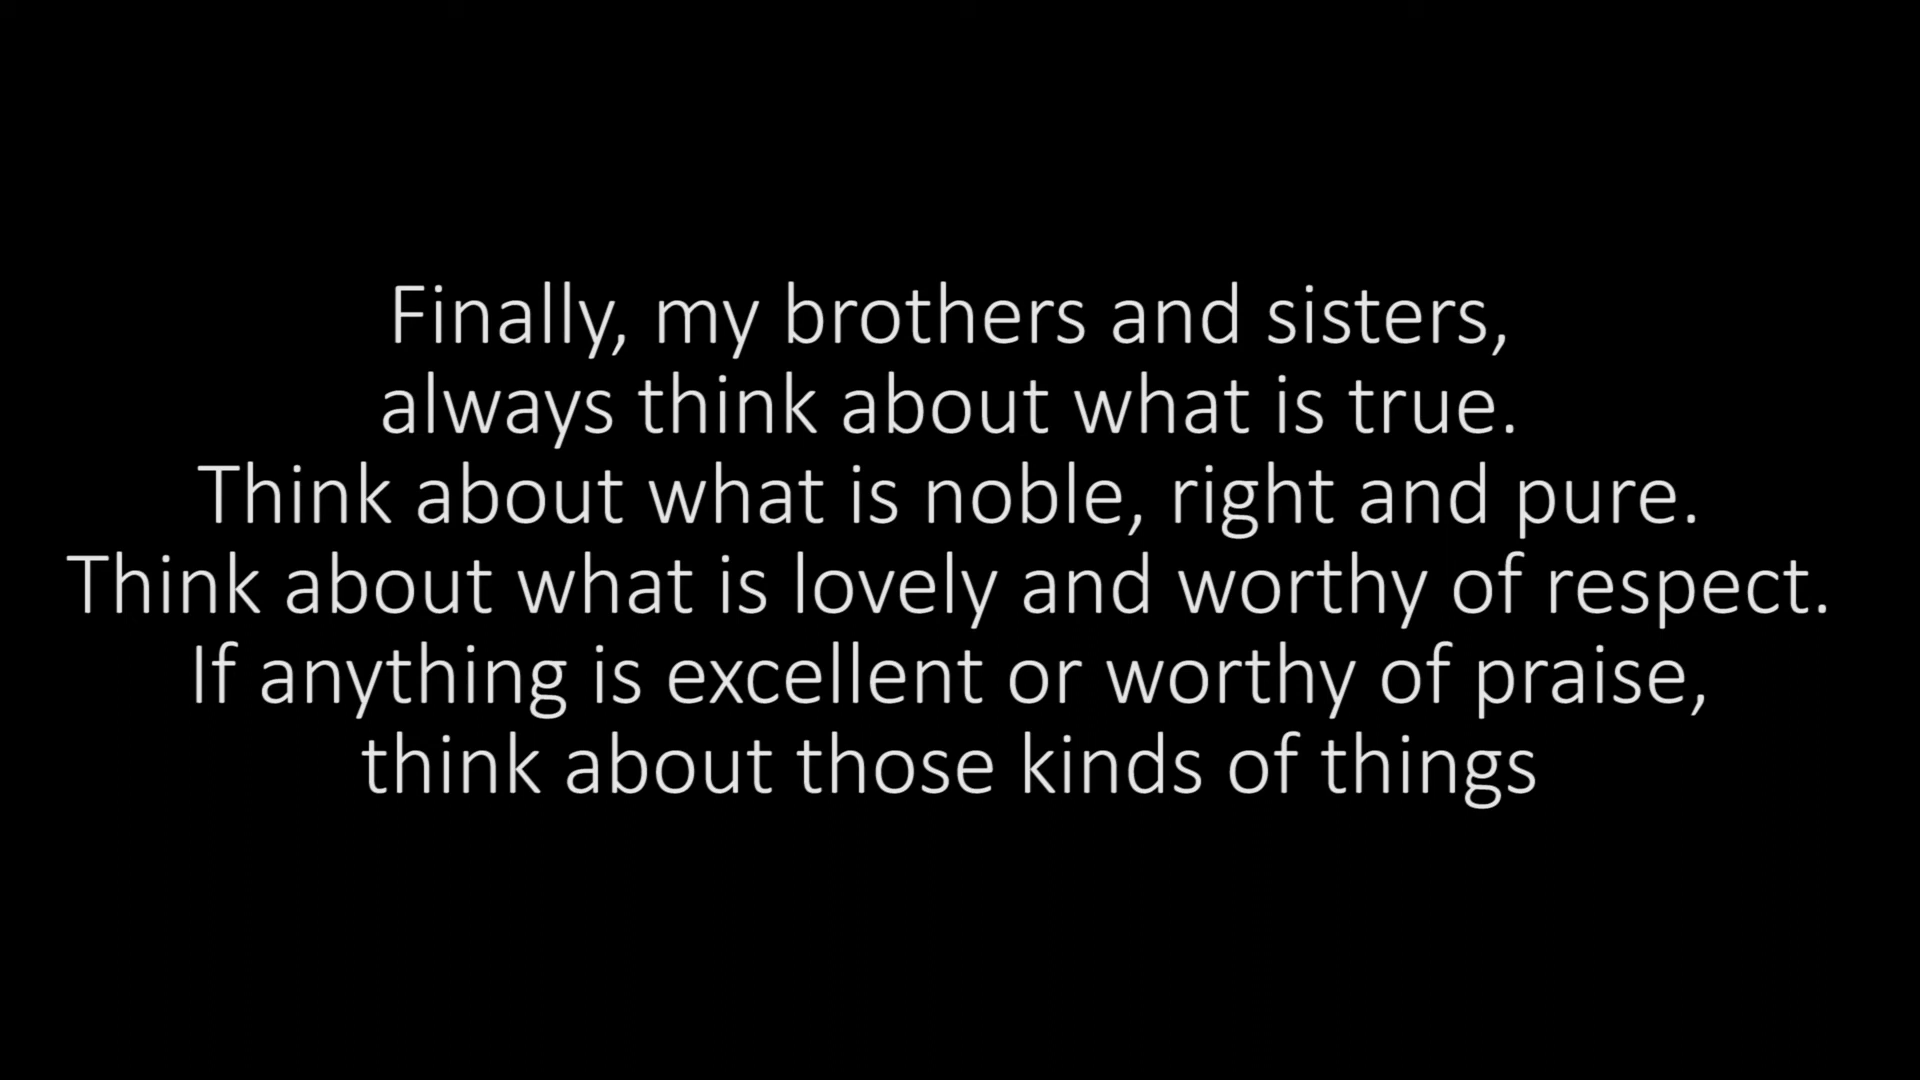 Finally, my brothers and sisters,
always think about what is true.
Think about what is noble, right and pure.
Think about what is lovely and worthy of respect.
If anything is excellent or worthy of praise,
think about those kinds of things